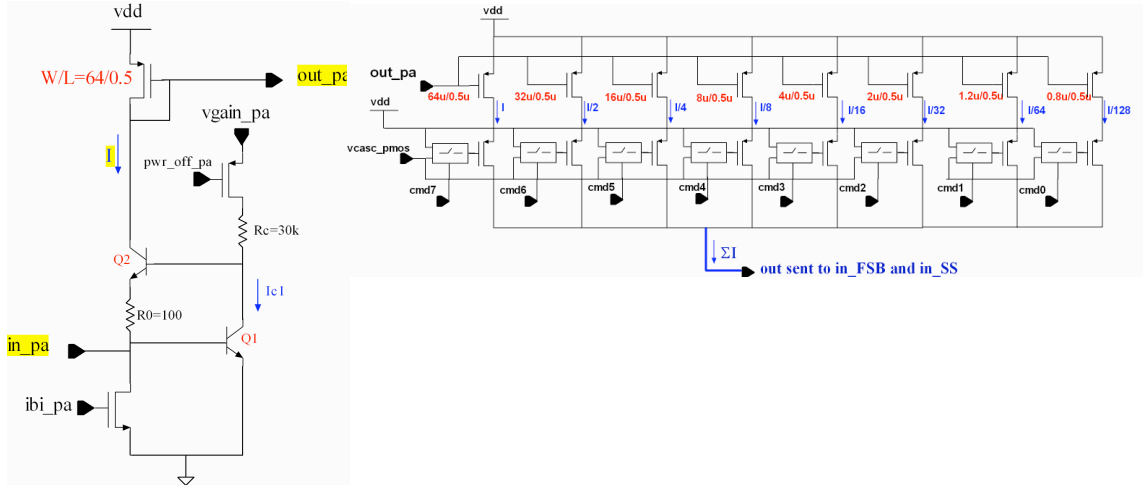 vdd
W/L=64/0.5
out_pa
vgain_pa
I
pwr_off_pa
Rc=30k
Q2
Ic1
R0=100
in_pa
Q1
ibi_pa
vdd
out_pa
64u/0.5u
32u/0.5u
16u/0.5u
8u/0.5u
4u/0.5u
2u/0.5u
1.2u/0.5u
0.8u/0.5u
I
I/2
I/4
I/8
I/16
I/32
I/64
I/128
vdd
vcasc_pmos
cmd7
cmd6
cmd5
cmd4
cmd3
cmd2
cmd1
cmd0
ΣI
out sent to in_FSB and in_SS